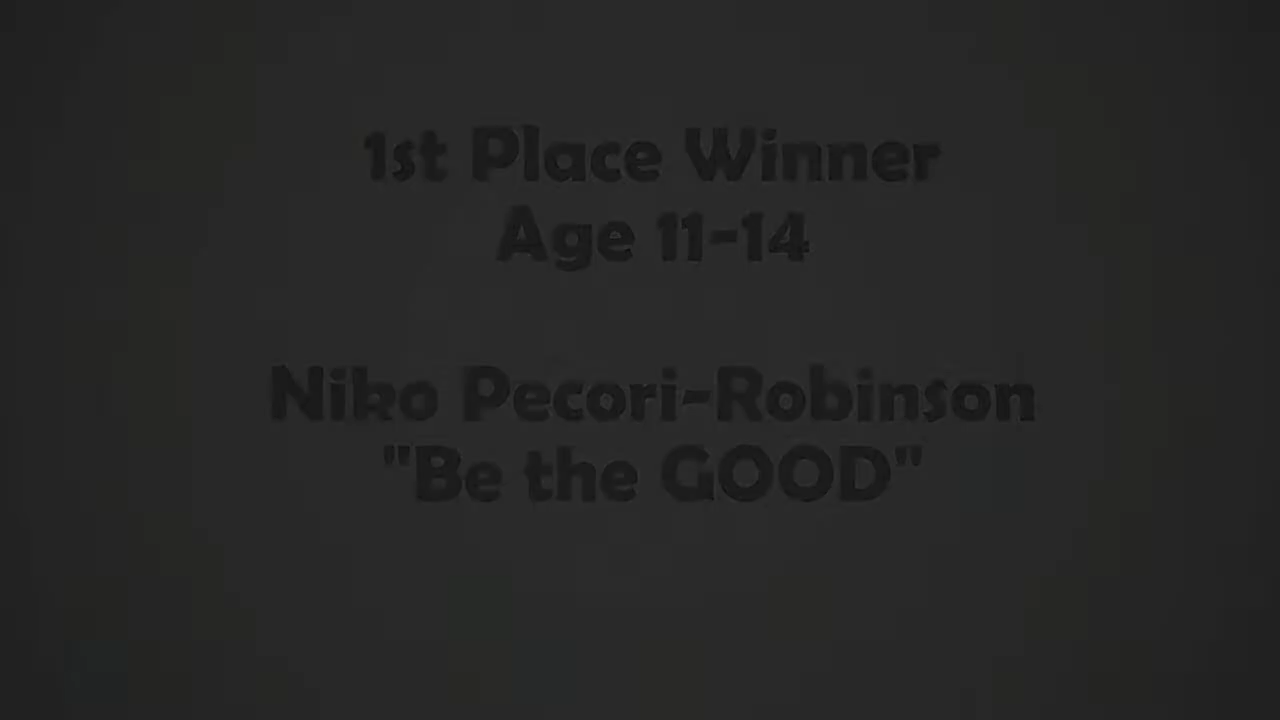 1st Place Winner
Age 11-14
Niko Pecori-Robinson
"Be the GOOD"